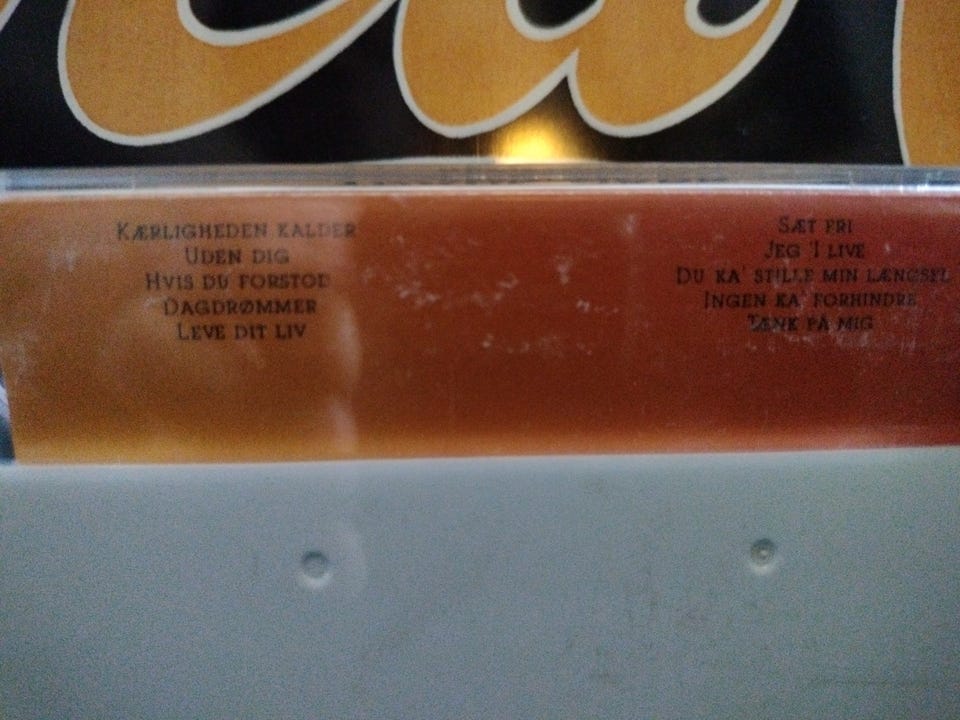 Kærligheden kalder
Uden dig
Hvis du forstod
Dagdrømmer
Leve dit liv
Sæt fri
Jeg 'i live
Du ka' stille min længsel
Ingen ka' forhindre
Tænk på mig